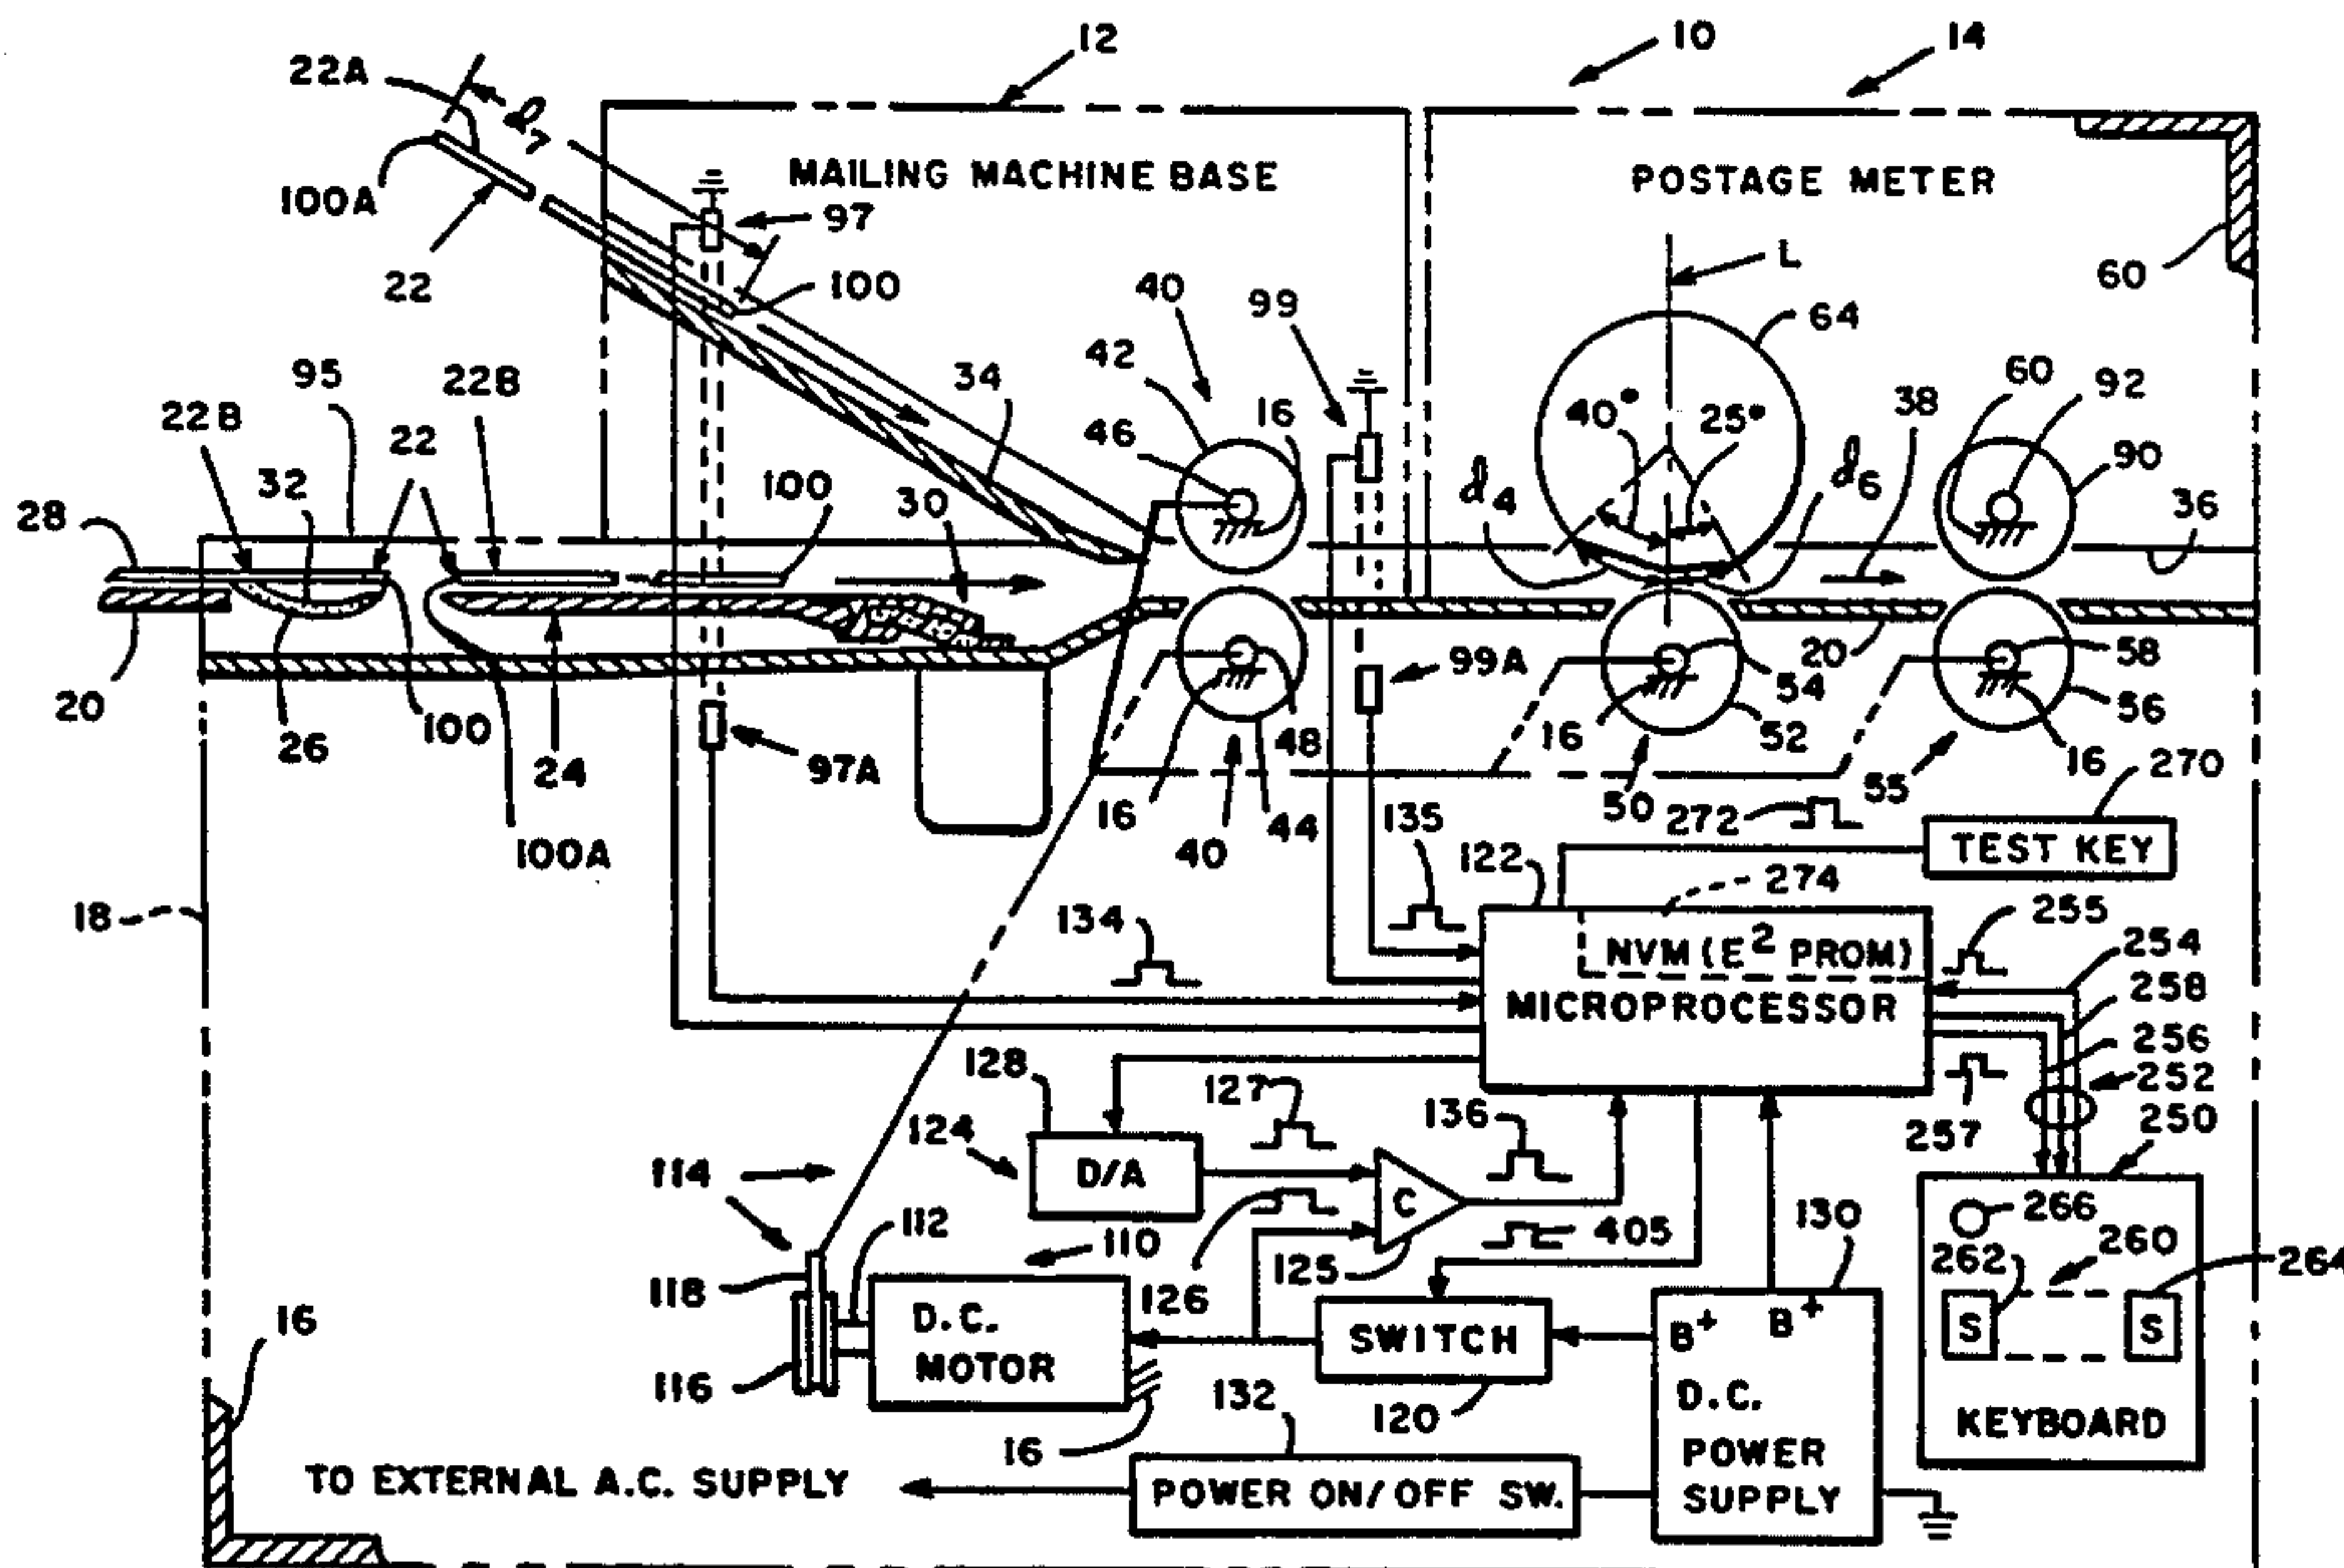 12
10
14
22A
ℓ7
100A
22
MAILING MACHINE BASE
POSTAGE METER
97
100
60
L
40
99
64
42
34
95
22B
22B
22
32
46
16
40°
25°
38
60
92
90
28
30
100
d4
d6
36
20
26
100
24
97A
99A
48
16
54
52
20
58
56
16
20
100A
16
40
44
50
55
135
272
270
TEST KEY
18
134
122
274
NVM (E² PROM)
MICROPROCESSOR
255
254
258
256
252
250
257
128
127
136
124
D/A
114
C
126
125
405
130
266
262
260
264
S
S
KEYBOARD
112
110
118
116
D.C.
MOTOR
16
SWITCH
120
B+
B+
D.C.
POWER
SUPPLY
132
16
TO EXTERNAL A.C. SUPPLY
POWER ON/OFF SW.